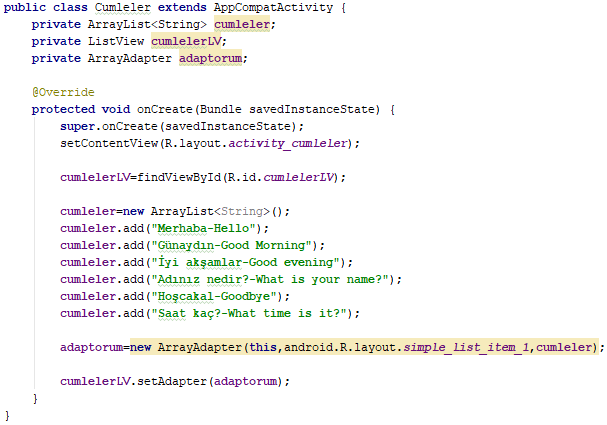 public class Cumleler extends AppCompatActivity {
    private ArrayList<String> cumleler;
    private ListView cumlelerLV;
    private ArrayAdapter adaptorum;
    @Override
    protected void onCreate(Bundle savedInstanceState) {
        super.onCreate(savedInstanceState);
        setContentView(R.layout.activity_cumleler);
        cumlelerLV=findViewById(R.id.cumlelerLV);
        cumleler=new ArrayList<String>();
        cumleler.add("Merhaba-Hello");
        cumleler.add("Günaydın-Good Morning");
        cumleler.add("İyi akşamlar-Good evening");
        cumleler.add("Adınız nedir?-What is your name?");
        cumleler.add("Hoşcakal-Goodbye");
        cumleler.add("Saat kaç?-What time is it?");
        adaptorum=new ArrayAdapter(this,android.R.layout.simple_list_item_1,cumleler);
        cumlelerLV.setAdapter(adaptorum);
    }
}